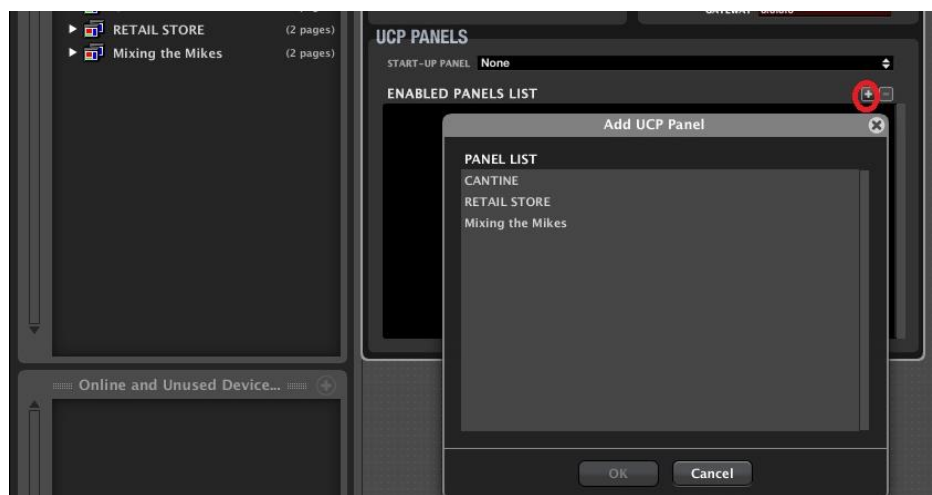 RETAIL STORE (2 pages)
Mixing the Mikes (2 pages)
UCP PANELS
START-UP PANEL None
ENABLED PANELS LIST
Add UCP Panel
PANEL LIST
CANTINE
RETAIL STORE
Mixing the Mikes
OK Cancel
Online and Unused Device...